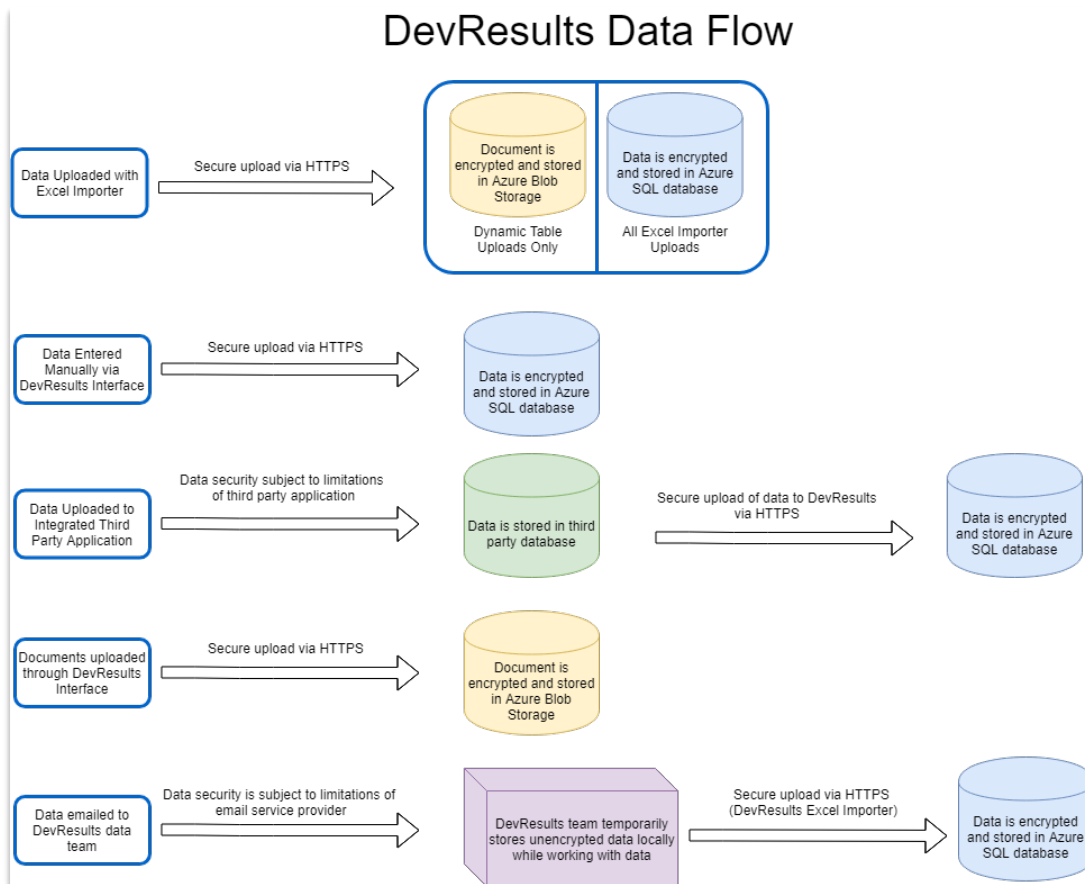 DevResults Data Flow
Data Uploaded with
Excel Importer
Secure upload via HTTPS
Document is
encrypted and stored
in Azure Blob
Storage
Data is encrypted
and stored in Azure
SQL database
Dynamic Table
Uploads Only
All Excel Importer
Uploads
Data Entered
Manually via
DevResults Interface
Secure upload via HTTPS
Data is encrypted
and stored in Azure
SQL database
Data Uploaded to
Integrated Third
Party Application
Data security subject to limitations
of third party application
Data is stored in third
party database
Secure upload of data to DevResults
via HTTPS
Data is encrypted
and stored in Azure
SQL database
Documents uploaded
through DevResults
Interface
Secure upload via HTTPS
Document is
encrypted and stored
in Azure Blob
Storage
Data emailed to
DevResults data
team
Data security is subject to limitations of
email service provider
DevResults team temporarily
stores unencrypted data locally
while working with data
Secure upload via HTTPS
(DevResults Excel Importer)
Data is encrypted
and stored in Azure
SQL database